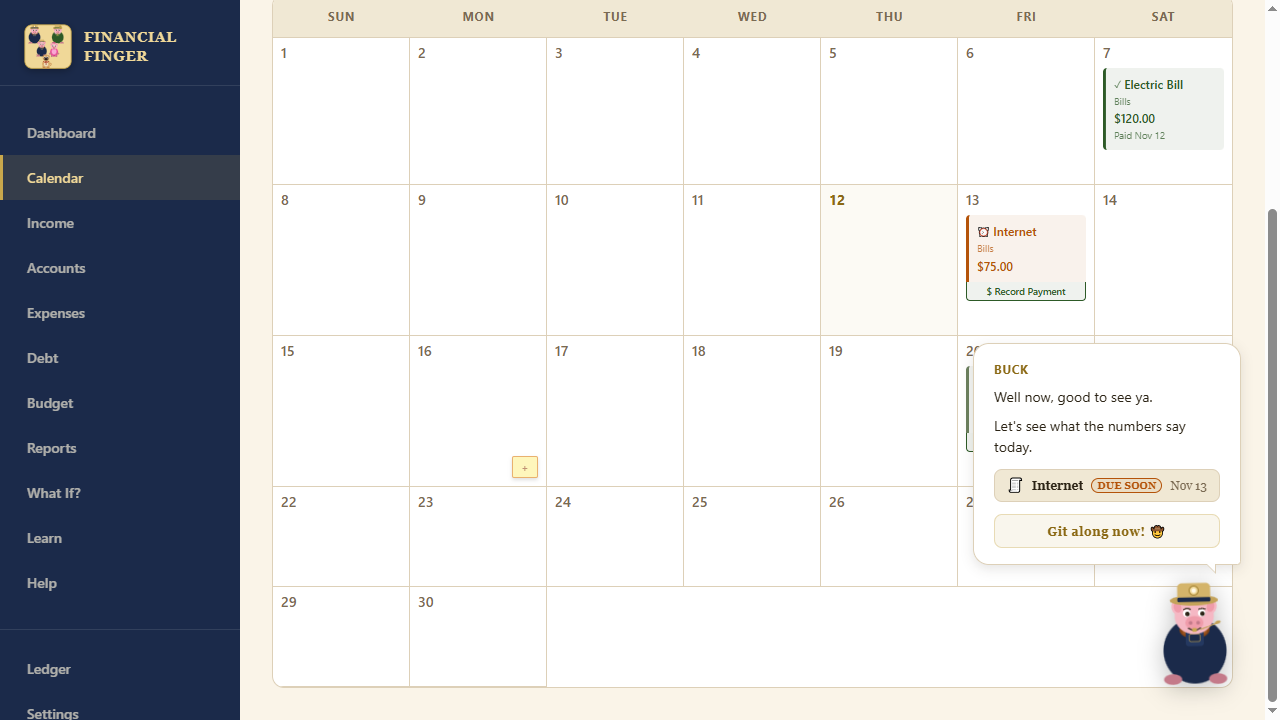 FINANCIAL
FINGER
Dashboard
Calendar
Income
Accounts
Expenses
Debt
Budget
Reports
What If?
Learn
Help
Ledger
Settings
SUN MON TUE WED THU FRI SAT
1 2 3 4 5 6 7
✓ Electric Bill
Bills
$120.00
Paid Nov 12
8 9 10 11 12 13 14
Internet
Bills
$75.00
$ Record Payment
15 16 17 18 19
+
22 23 24 25 26
29 30
BUCK
Well now, good to see ya.
Let's see what the numbers say
today.
Internet DUE SOON Nov 13
Git along now! 🤠